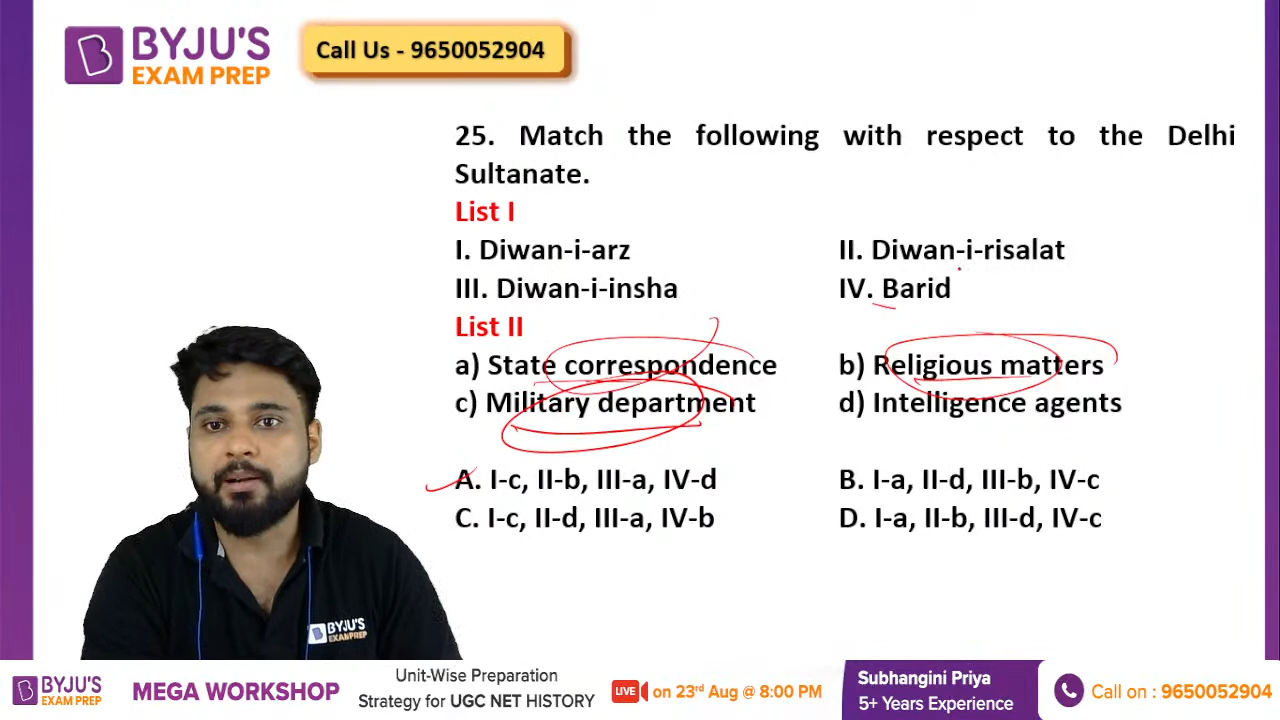 BYJU'S
EXAM PREP
Call Us - 9650052904
25. Match the following with respect to the Delhi
Sultanate.
List I
I. Diwan-i-arz
II. Diwan-i-risalat
III. Diwan-i-insha
IV. Barid
List II
a) State correspondence
b) Religious matters
c) Military department
d) Intelligence agents
A. I-c, II-b, III-a, IV-d
B. I-a, II-d, III-b, IV-c
C. I-c, II-d, III-a, IV-b
D. I-a, II-b, III-d, IV-c
BYJU'S
EXAM PREP
BYJU'S
EXAM PREP
MEGA WORKSHOP
Unit-Wise Preparation
Strategy for UGC NET HISTORY
LIVE
on 23rd Aug @ 8:00 PM
Subhangini Priya
5+ Years Experience
Call on : 9650052904